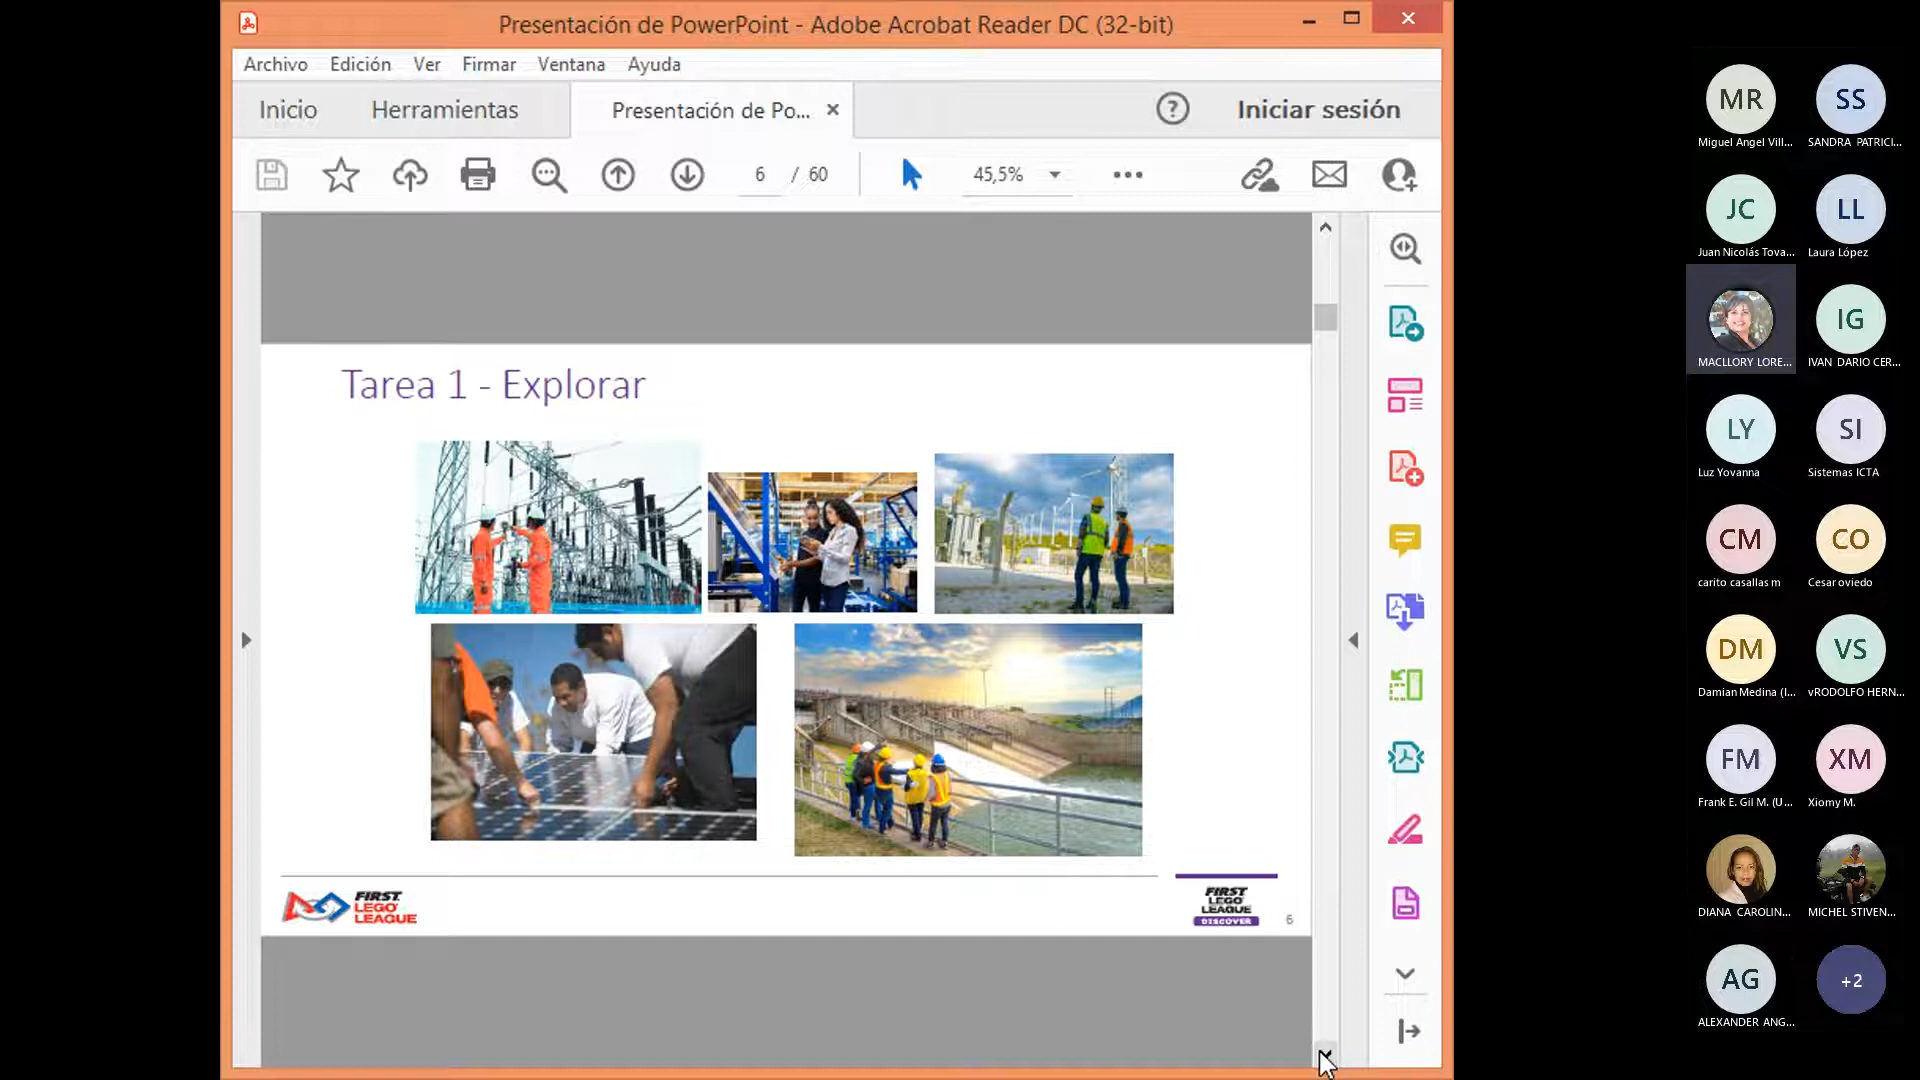 Presentación de PowerPoint - Adobe Acrobat Reader DC (32-bit)
Archivo Edición Ver Firmar Ventana Ayuda
Inicio Herramientas Presentación de Po... Iniciar sesión
6 / 60 45,5%
Tarea 1 - Explorar
FIRST
LEGO
LEAGUE
FIRST
LEGO
LEAGUE
DISCOVER
6
MR SS
Miguel Angel Vill... SANDRA PATRICI...
JC LL
Juan Nicolás Tova... Laura López
IG
MACLLORY LORE... IVAN DARIO CER...
LY SI
Luz Yovanna Sistemas ICTA
CM CO
carito casallas m Cesar oviedo
DM VS
Damian Medina (I... vRODOLFO HERN...
FM XM
Frank E. Gil M. (U... Xiomy M.
DIANA CAROLIN... MICHEL STIVEN...
AG +2
ALEXANDER ANG...